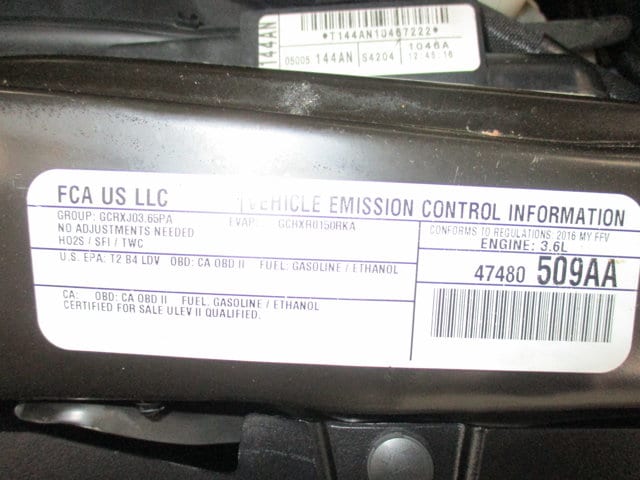 144AN
*T144AN10467222*
1046A
05005 144AN S4204 12:46:16
FCA US LLC VEHICLE EMISSION CONTROL INFORMATION
GROUP: GCRXJ03.65PA EVAP: GCRXR0150RKA
NO ADJUSTMENTS NEEDED
HO2S / SFI / TWC
CONFORMS TO REGULATIONS: 2016 MY FFV
ENGINE: 3.6L
U.S. EPA: T2 B4 LDV OBD: CA OBD II FUEL: GASOLINE / ETHANOL
47480 509AA
CA: OBD: CA OBD II FUEL: GASOLINE / ETHANOL
CERTIFIED FOR SALE ULEV II QUALIFIED.